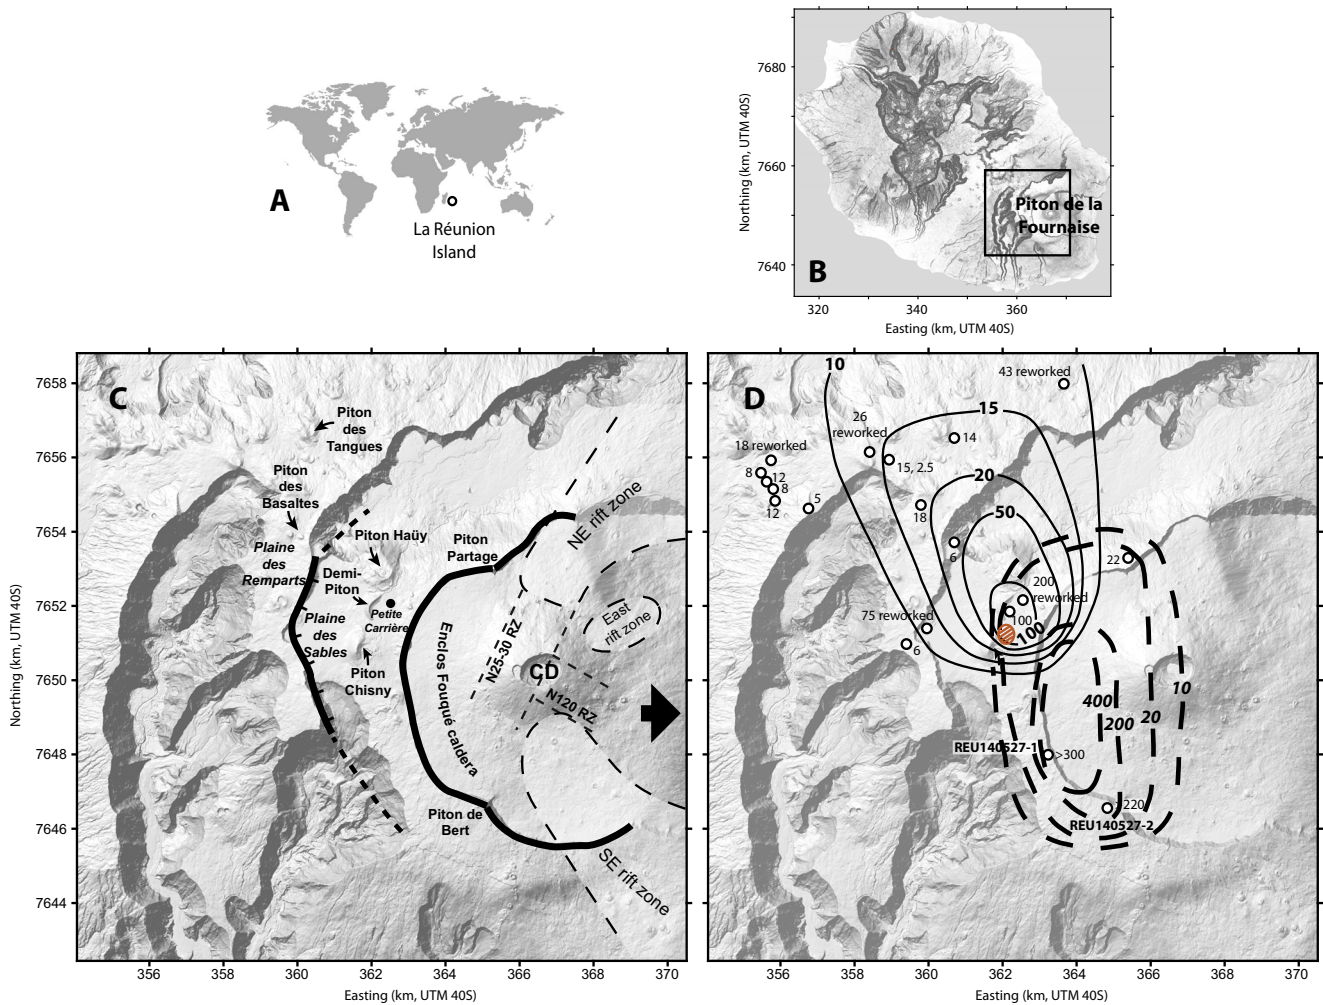 A
La Réunion
Island
7680
7660
7640
Northing (km, UTM 40S)
Piton de la
Fournaise
B
320
340
360
Easting (km, UTM 40S)
C
7658
7656
7654
7652
7650
7648
7646
7644
Northing (km, UTM 40S)
Piton
des
Tangues
Piton
des
Basaltes
Plaine
des
Remparts
Piton Haüy
Demi-
Piton
Petite
Carrière
Plaine
des
Sables
Piton
Chisny
Piton
Partage
NE rift zone
East
rift zone
N25-30 RZ
CD
N120 RZ
Enclos Fouqué caldera
Piton de
Bert
SE rift zone
356
358
360
362
364
366
368
370
Easting (km, UTM 40S)
D
10
43 reworked
15
26
reworked
14
18 reworked
15, 2.5
8
12
8
12
5
20
18
50
6
22
200
reworked
100
100
75 reworked
6
400
200
20
10
REU140527-1
>300
>220
REU140527-2
356
358
360
362
364
366
368
370
Easting (km, UTM 40S)